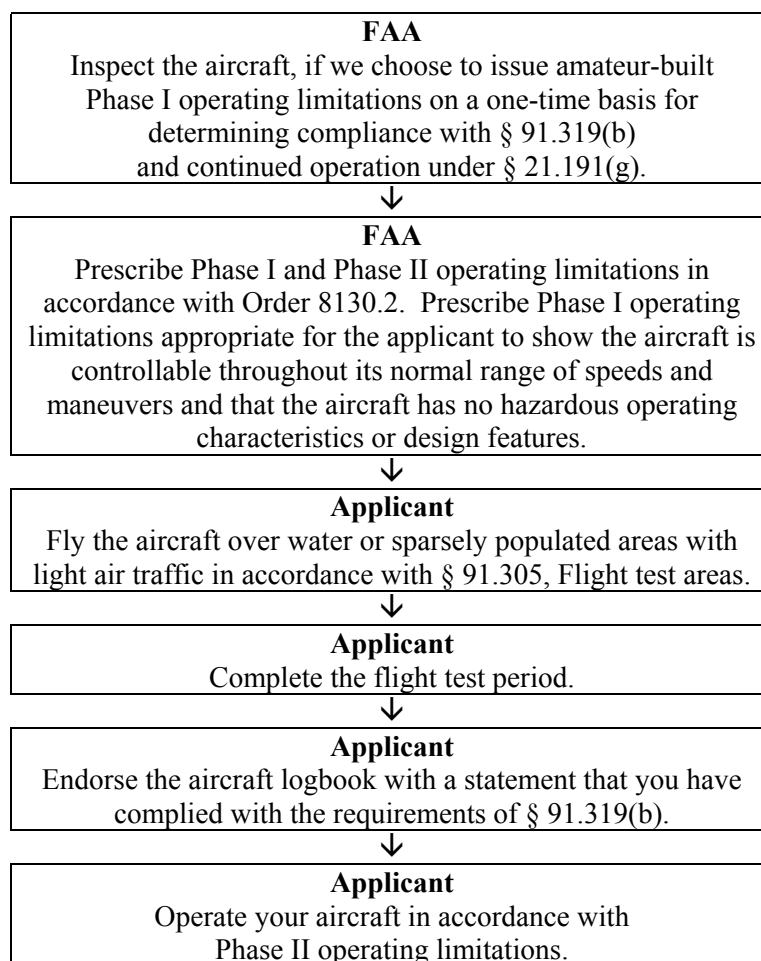 FAA
Inspect the aircraft, if we choose to issue amateur-built
Phase I operating limitations on a one-time basis for
determining compliance with § 91.319(b)
and continued operation under § 21.191(g).
↓
FAA
Prescribe Phase I and Phase II operating limitations in
accordance with Order 8130.2.  Prescribe Phase I operating
limitations appropriate for the applicant to show the aircraft is
controllable throughout its normal range of speeds and
maneuvers and that the aircraft has no hazardous operating
characteristics or design features.
↓
Applicant
Fly the aircraft over water or sparsely populated areas with
light air traffic in accordance with § 91.305, Flight test areas.
↓
Applicant
Complete the flight test period.
↓
Applicant
Endorse the aircraft logbook with a statement that you have
complied with the requirements of § 91.319(b).
↓
Applicant
Operate your aircraft in accordance with
Phase II operating limitations.